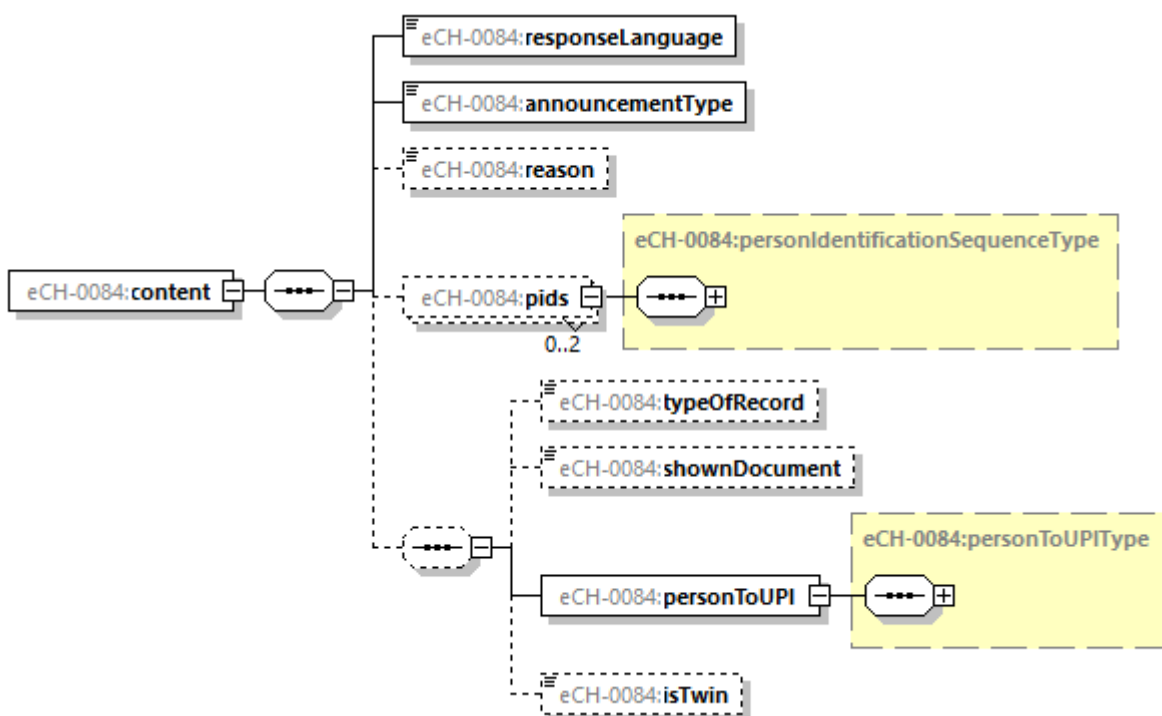 eCH-0084:responseLanguage
eCH-0084:announcementType
eCH-0084:reason
eCH-0084:personIdentificationSequenceType
eCH-0084:content
eCH-0084:pids
0..2
eCH-0084:typeOfRecord
eCH-0084:shownDocument
eCH-0084:personToUPIType
eCH-0084:personToUPI
eCH-0084:isTwin